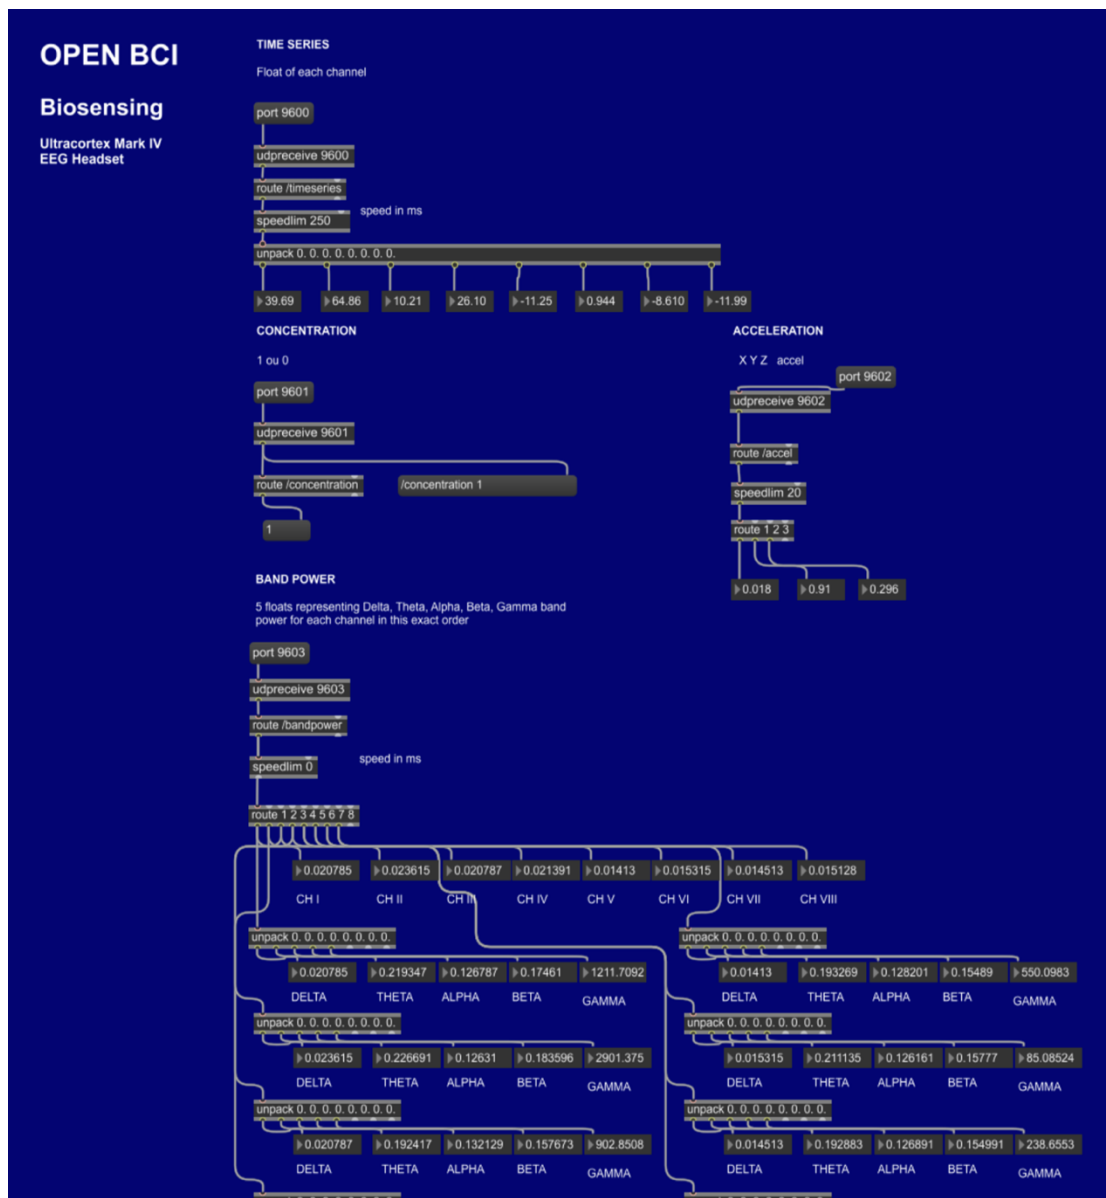 OPEN BCI
Biosensing
Ultracortex Mark IV
EEG Headset
TIME SERIES
Float of each channel
port 9600
udpreceive 9600
route /timeseries
speedlim 250
speed in ms
unpack 0. 0. 0. 0. 0. 0. 0. 0.
39.69 64.86 10.21 26.10 -11.25 0.944 -8.610 -11.99
CONCENTRATION
1 ou 0
port 9601
udpreceive 9601
route /concentration /concentration 1
1
ACCELERATION
X Y Z accel
port 9602
udpreceive 9602
route /accel
speedlim 20
route 1 2 3
0.018 0.91 0.296
BAND POWER
5 floats representing Delta, Theta, Alpha, Beta, Gamma band
power for each channel in this exact order
port 9603
udpreceive 9603
route /bandpower
speedlim 0
speed in ms
route 1 2 3 4 5 6 7 8
0.020785 0.023615 0.020787 0.021391 0.01413 0.015315 0.014513 0.015128
CH I CH II CH III CH IV CH V CH VI CH VII CH VIII
unpack 0. 0. 0. 0. 0. 0. 0. 0.
0.020785 0.219347 0.126787 0.17461 1211.7092
DELTA THETA ALPHA BETA GAMMA
unpack 0. 0. 0. 0. 0. 0. 0. 0.
0.023615 0.226691 0.12631 0.183596 2901.375
DELTA THETA ALPHA BETA GAMMA
unpack 0. 0. 0. 0. 0. 0. 0. 0.
0.020787 0.192417 0.132129 0.157673 902.8508
DELTA THETA ALPHA BETA GAMMA
unpack 0. 0. 0. 0. 0. 0. 0. 0.
0.01413 0.193269 0.128201 0.15489 550.0983
DELTA THETA ALPHA BETA GAMMA
unpack 0. 0. 0. 0. 0. 0. 0. 0.
0.015315 0.211135 0.126161 0.15777 85.08524
DELTA THETA ALPHA BETA GAMMA
unpack 0. 0. 0. 0. 0. 0. 0. 0.
0.014513 0.192883 0.126891 0.154991 238.6553
DELTA THETA ALPHA BETA GAMMA